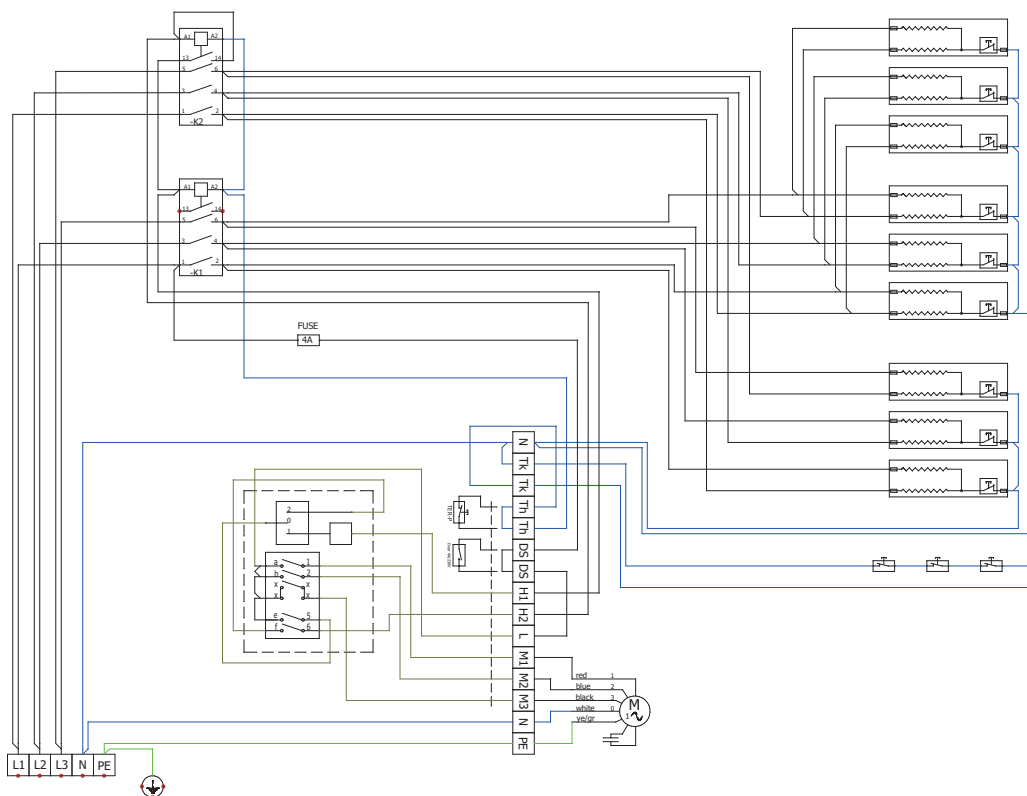 A1 A2
13 14
5 6
3 4
1 2
-K2
A1 A2
13 14
5 6
3 4
1 2
-K1
FUSE
4A
N
Tk
Tk
Th
Th
DS
DS
H1
H2
L
M1
M2
M3
N
PE
TER-P
2
0
1
a 1
b 2
x x
x x
e 5
f 6
red 1
blue 2
black 3
white 0
ye/gr
M
1
L1 L2 L3 N PE